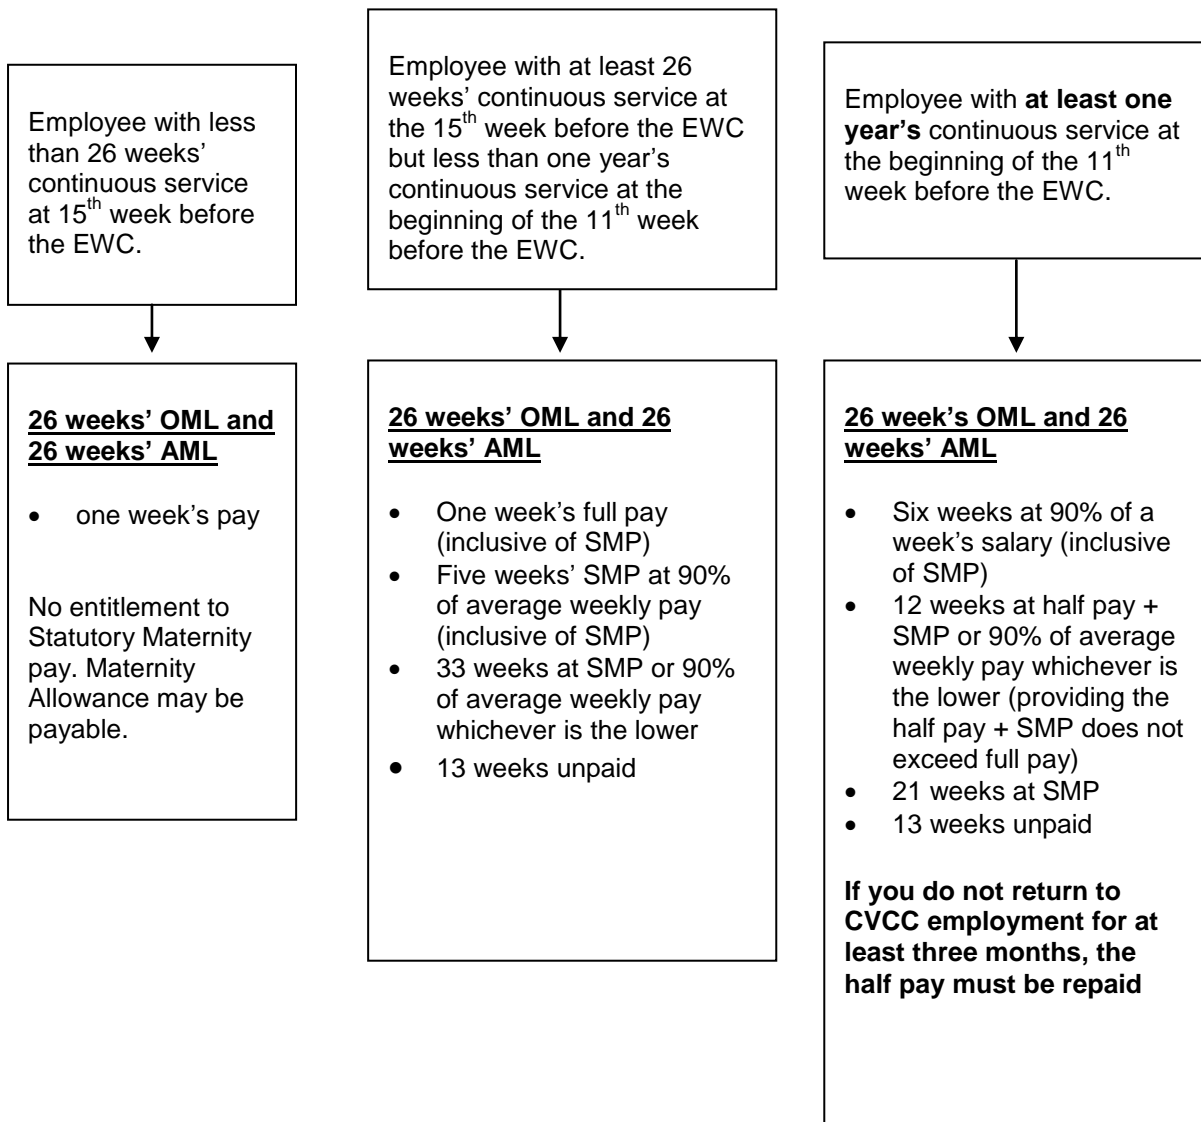 Employee with less
than 26 weeks’
continuous service
at 15th week before
the EWC.
Employee with at least 26
weeks’ continuous service at
the 15th week before the EWC
but less than one year’s
continuous service at the
beginning of the 11th week
before the EWC.
Employee with at least one
year’s continuous service at
the beginning of the 11th
week before the EWC.
26 weeks’ OML and
26 weeks’ AML
• one week’s pay
No entitlement to
Statutory Maternity
pay. Maternity
Allowance may be
payable.
26 weeks’ OML and 26
weeks’ AML
• One week’s full pay
(inclusive of SMP)
• Five weeks’ SMP at 90%
of average weekly pay
(inclusive of SMP)
• 33 weeks at SMP or 90%
of average weekly pay
whichever is the lower
• 13 weeks unpaid
26 week’s OML and 26
weeks’ AML
• Six weeks at 90% of a
week’s salary (inclusive
of SMP)
• 12 weeks at half pay +
SMP or 90% of average
weekly pay whichever is
the lower (providing the
half pay + SMP does not
exceed full pay)
• 21 weeks at SMP
• 13 weeks unpaid
If you do not return to
CVCC employment for at
least three months, the
half pay must be repaid